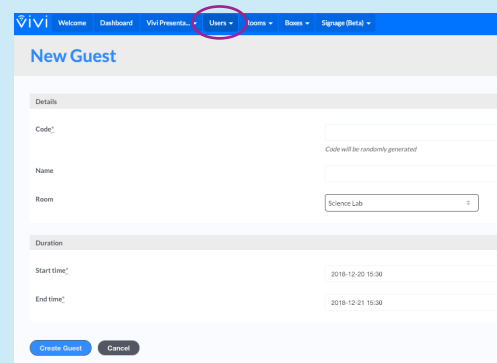 vivi Welcome Dashboard Vivi Presenta... Users Rooms Boxes Signage (Beta)
New Guest
Details
Code*
Code will be randomly generated
Name
Room Science Lab
Duration
Start time* 2018-12-20 15:30
End time* 2018-12-21 15:30
Create Guest Cancel